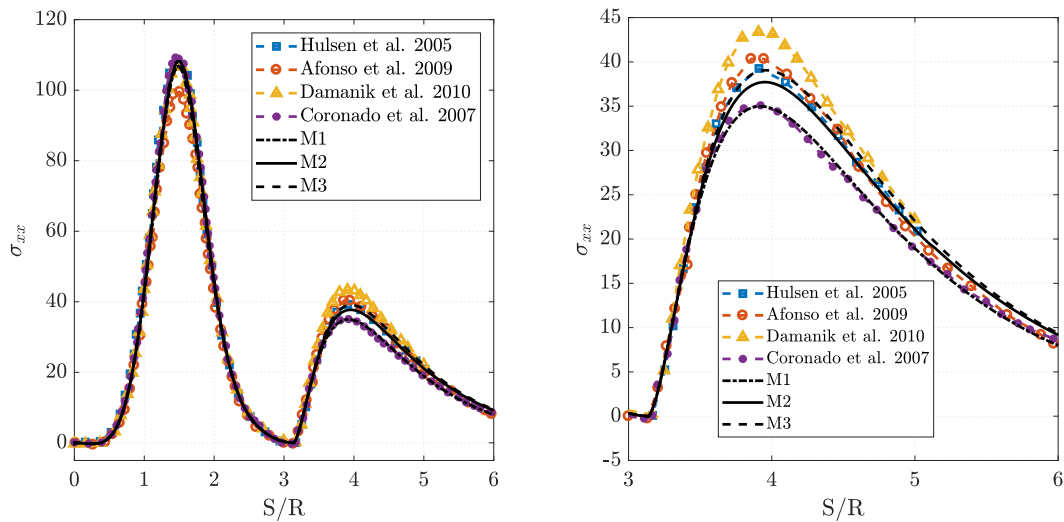 120
100
80
60
40
20
0
σxx
0 1 2 3 4 5 6
S/R
Hulsen et al. 2005
Afonso et al. 2009
Damanik et al. 2010
Coronado et al. 2007
M1
M2
M3
45
40
35
30
25
20
15
10
5
0
-5
σxx
3 4 5 6
S/R
Hulsen et al. 2005
Afonso et al. 2009
Damanik et al. 2010
Coronado et al. 2007
M1
M2
M3